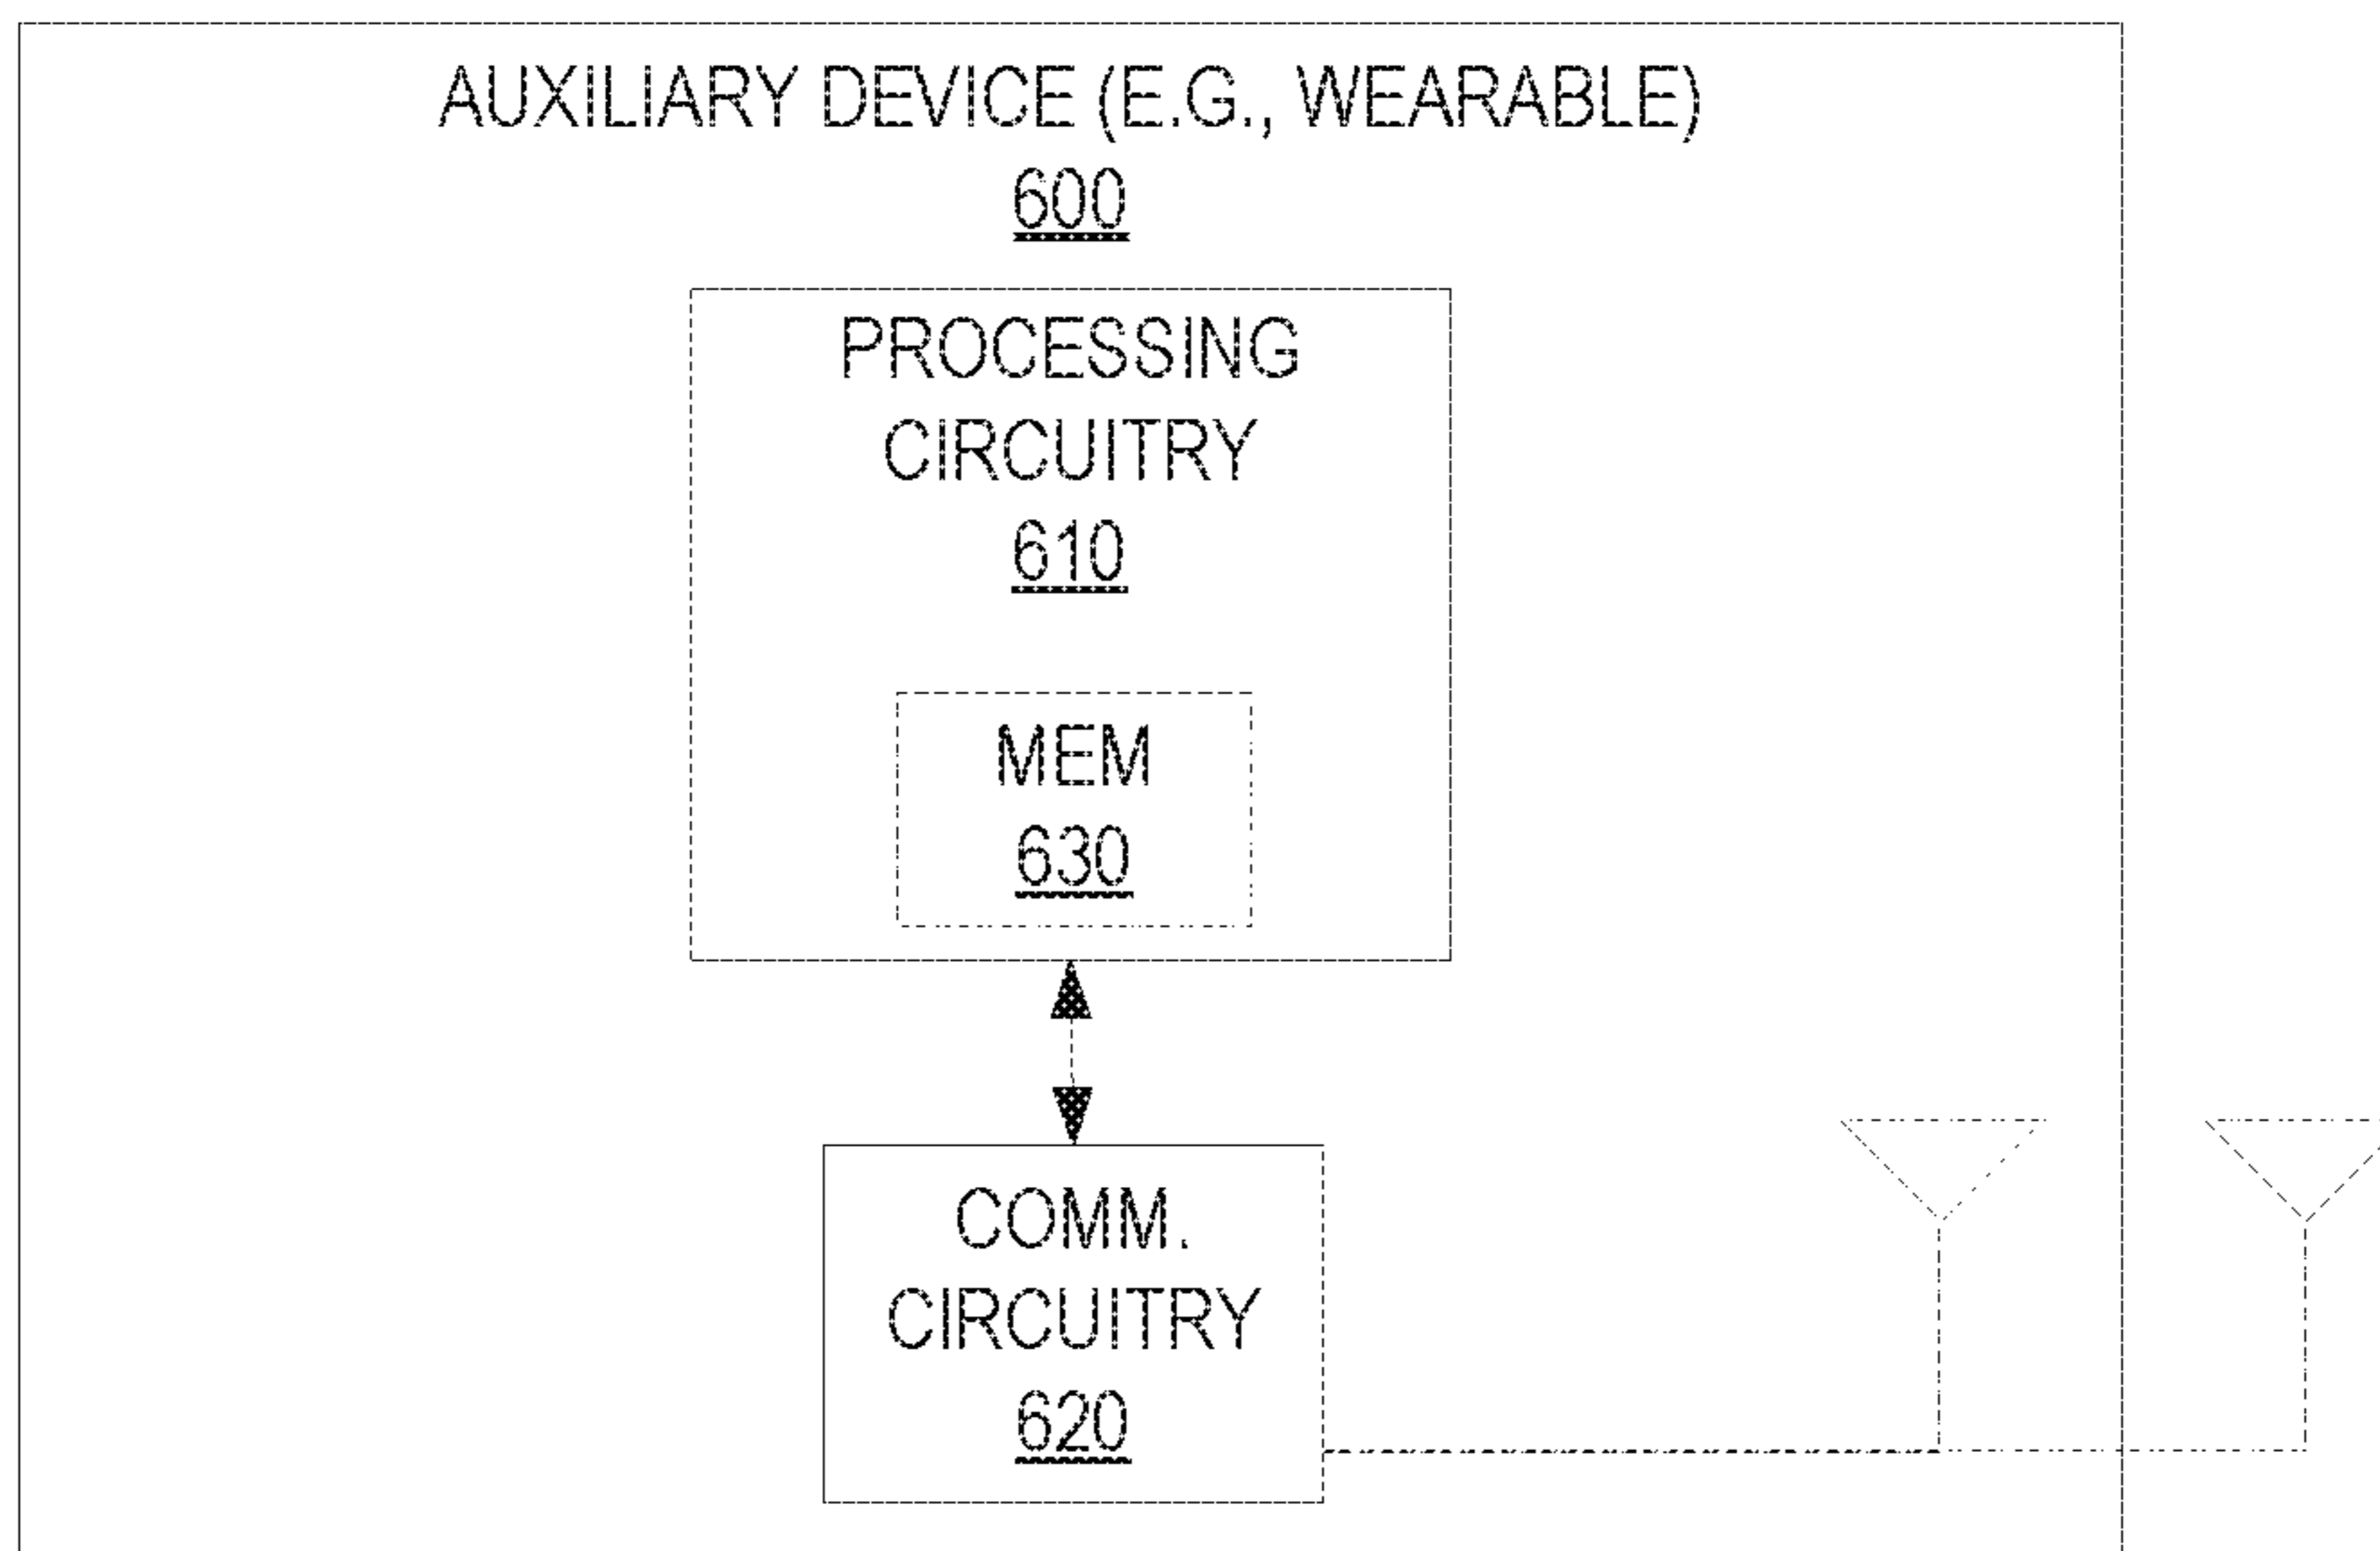 AUXILIARY DEVICE (E.G., WEARABLE)
600
PROCESSING
CIRCUITRY
610
MEM
630
COMM.
CIRCUITRY
620